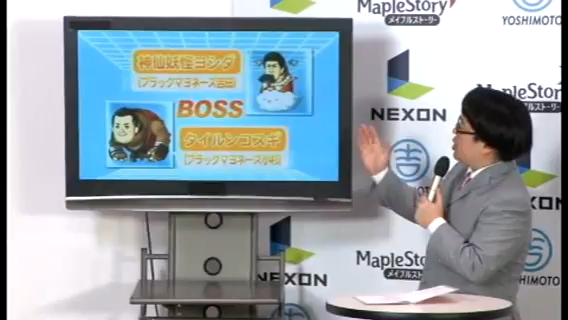 神仙妖怪ヨシダ
(ブラックマヨネーズ吉田)
BOSS
タイルンコスギ
(ブラックマヨネーズ小杉)
NEXON
MapleStory
メイプルストーリー
YOSHIMOTO
NEXON
MapleStory
メイプルストーリー
吉
YOSHIMOTO
NEXON
MapleStory
メイプルストーリー
吉
YOSHIMOTO